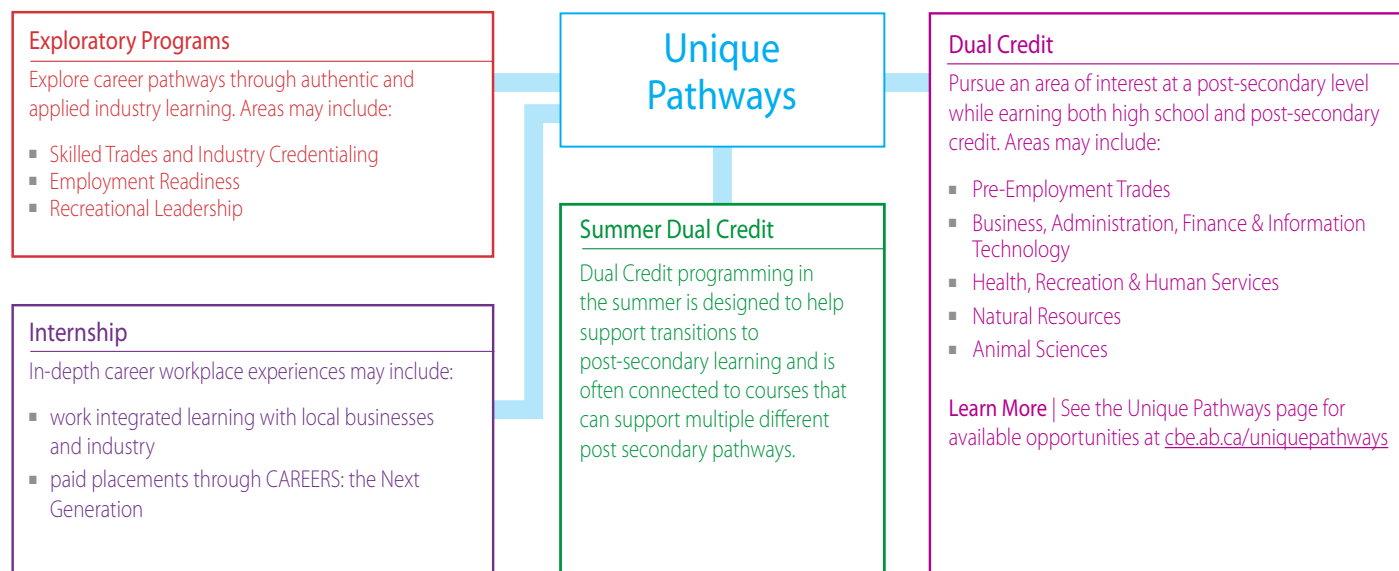 Exploratory Programs
Explore career pathways through authentic and
applied industry learning. Areas may include:
▪ Skilled Trades and Industry Credentialing
▪ Employment Readiness
▪ Recreational Leadership
Internship
In-depth career workplace experiences may include:
▪ work integrated learning with local businesses
and industry
▪ paid placements through CAREERS: the Next
Generation
Unique
Pathways
Summer Dual Credit
Dual Credit programming in
the summer is designed to help
support transitions to
post-secondary learning and is
often connected to courses that
can support multiple different
post secondary pathways.
Dual Credit
Pursue an area of interest at a post-secondary level
while earning both high school and post-secondary
credit. Areas may include:
▪ Pre-Employment Trades
▪ Business, Administration, Finance & Information
Technology
▪ Health, Recreation & Human Services
▪ Natural Resources
▪ Animal Sciences
Learn More | See the Unique Pathways page for
available opportunities at cbe.ab.ca/uniquepathways